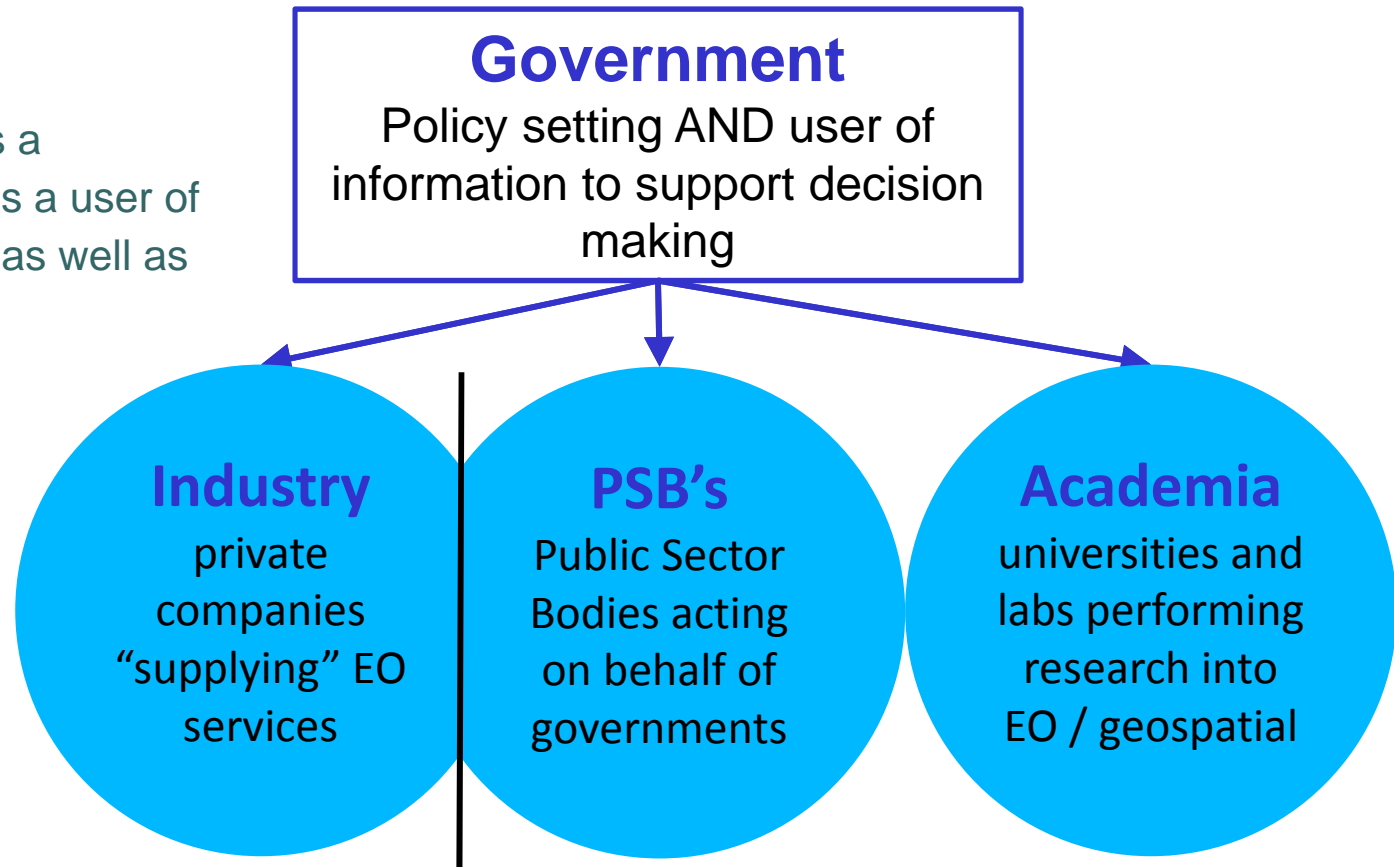 Government
Policy setting AND user of
information to support decision
making
s a
s a user of
as well as
Industry
private
companies
“supplying” EO
services
PSB's
Public Sector
Bodies acting
on behalf of
governments
Academia
universities and
labs performing
research into
EO / geospatial